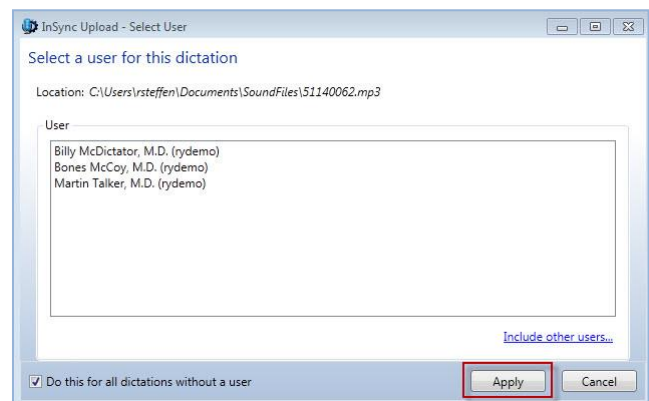 InSync Upload - Select User
Select a user for this dictation
Location: C:\Users\rsteffen\Documents\SoundFiles\51140062.mp3
User
Billy McDictator, M.D. (rydemo)
Bones McCoy, M.D. (rydemo)
Martin Talker, M.D. (rydemo)
Include other users...
Do this for all dictations without a user
Apply
Cancel